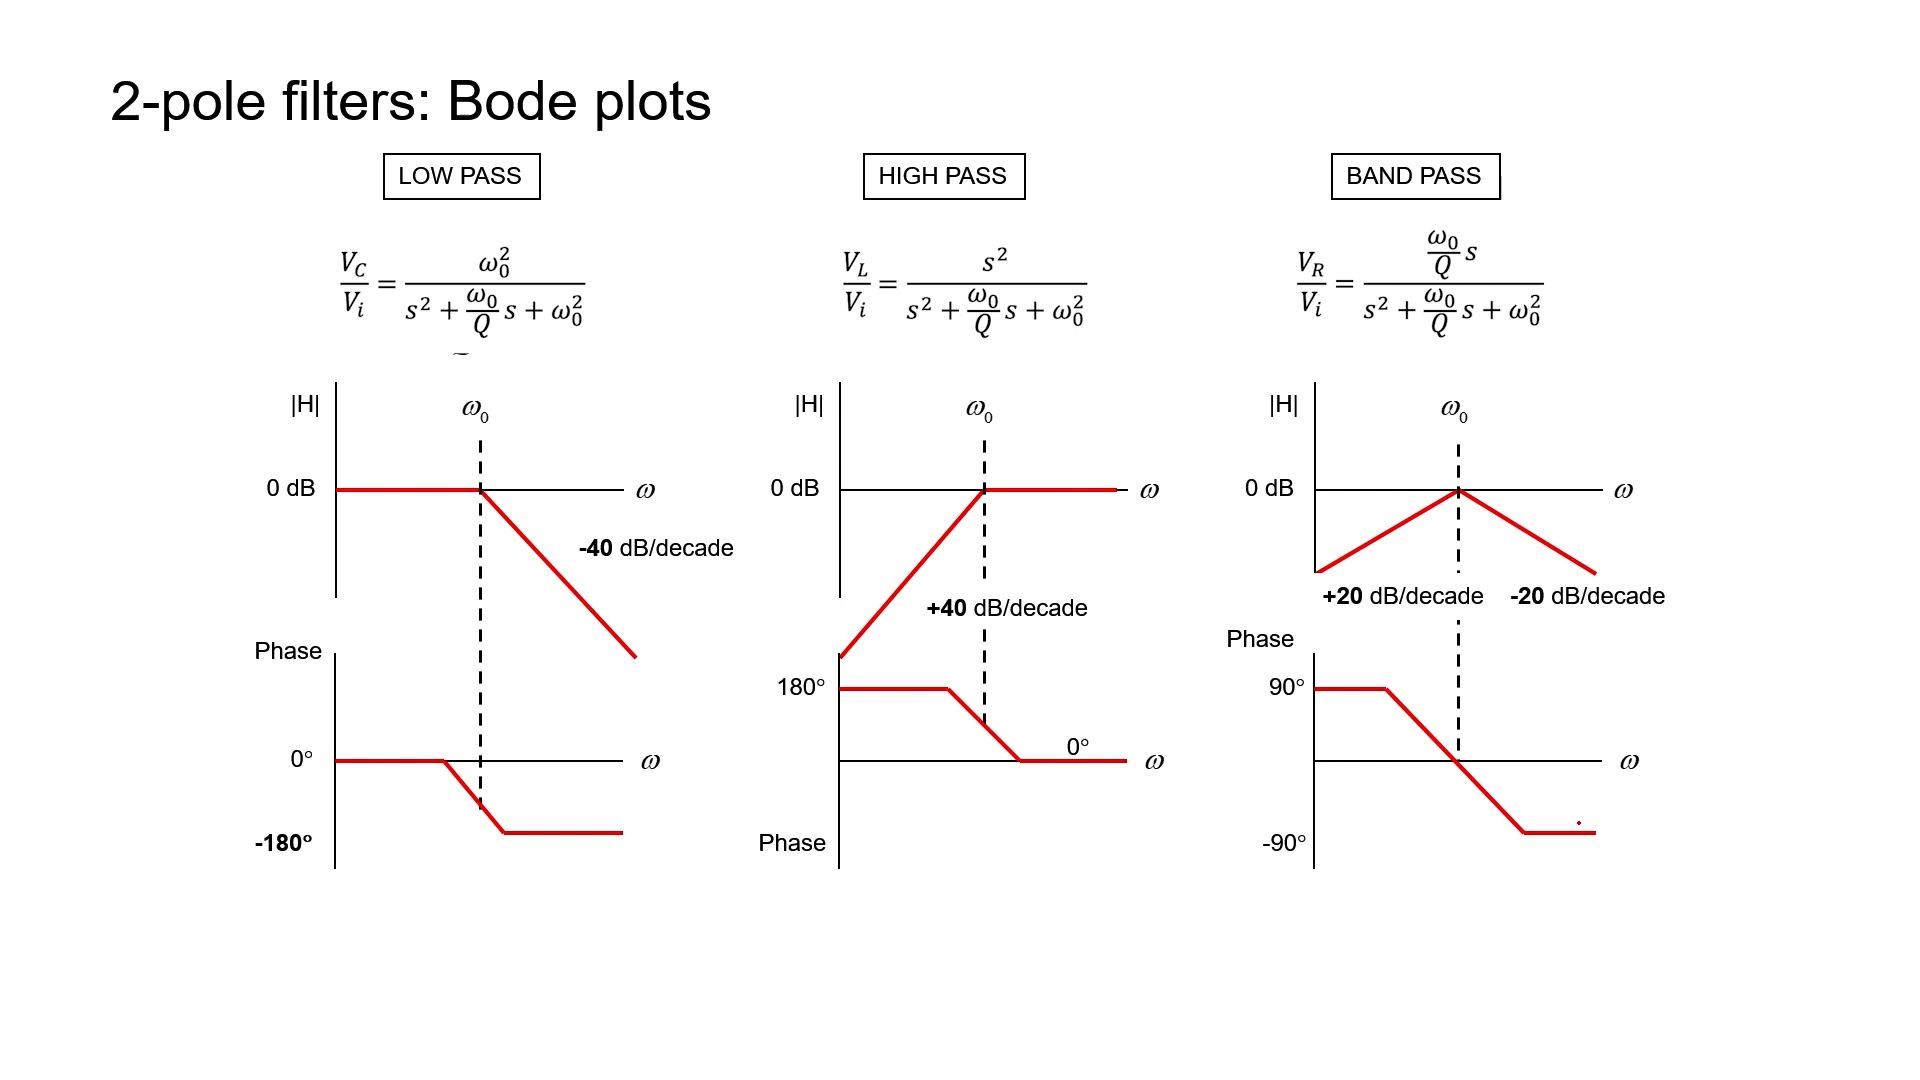 2-pole filters: Bode plots
LOW PASS
V_C/V_i = ω_0^2 / (s^2 + (ω_0/Q)s + ω_0^2)
|H|
ω_0
0 dB
ω
-40 dB/decade
Phase
0°
ω
-180°
HIGH PASS
V_L/V_i = s^2 / (s^2 + (ω_0/Q)s + ω_0^2)
|H|
ω_0
0 dB
ω
+40 dB/decade
180°
0°
ω
Phase
BAND PASS
V_R/V_i = (ω_0/Q)s / (s^2 + (ω_0/Q)s + ω_0^2)
|H|
ω_0
0 dB
ω
+20 dB/decade -20 dB/decade
Phase
90°
ω
-90°